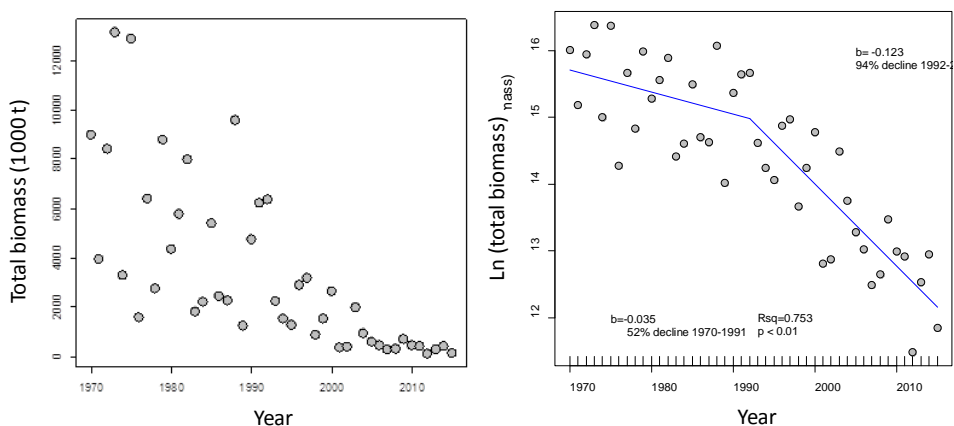 Total biomass (1000 t)
12000
10000
8000
6000
4000
2000
0
1970
1980
1990
2000
2010
Year
Ln (total biomass) mass)
16
15
14
13
12
b= -0.123
94% decline 1992-2
b=-0.035
52% decline 1970-1991
Rsq=0.753
p < 0.01
1970
1980
1990
2000
2010
Year